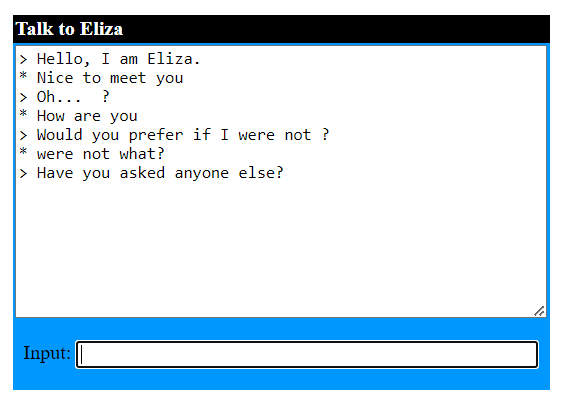 Talk to Eliza
> Hello, I am Eliza.
* Nice to meet you
> Oh...  ?
* How are you
> Would you prefer if I were not ?
* were not what?
> Have you asked anyone else?
Input: